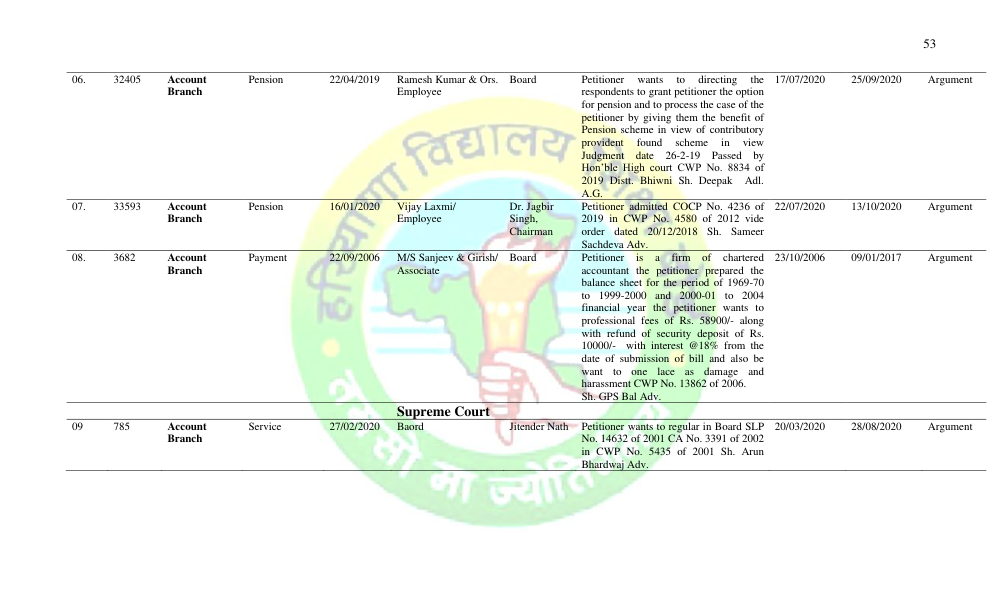 53
06. 32405 Account Pension 22/04/2019 Ramesh Kumar & Ors. Board Petitioner wants to directing the 17/07/2020 25/09/2020 Argument
Branch Employee respondents to grant petitioner the option
for pension and to process the case of the
petitioner by giving them the benefit of
Pension scheme in view of contributory
provident found scheme in view
Judgment date 26-2-19 Passed by
Hon'ble High court CWP No. 8834 of
2019 Distt. Bhiwni Sh. Deepak Adl.
A.G.
07. 33593 Account Pension 16/01/2020 Vijay Laxmi/ Dr. Jagbir Petitioner admitted COCP No. 4236 of 22/07/2020 13/10/2020 Argument
Branch Employee Singh, 2019 in CWP No. 4580 of 2012 vide
Chairman order dated 20/12/2018 Sh. Sameer
Sachdeva Adv.
08. 3682 Account Payment 22/09/2006 M/S Sanjeev & Girish/ Board Petitioner is a firm of chartered 23/10/2006 09/01/2017 Argument
Branch Associate accountant the petitioner prepared the
balance sheet for the period of 1969-70
to 1999-2000 and 2000-01 to 2004
financial year the petitioner wants to
professional fees of Rs. 58900/- along
with refund of security deposit of Rs.
10000/- with interest @18% from the
date of submission of bill and also be
want to one lace as damage and
harassment CWP No. 13862 of 2006.
Sh. GPS Bal Adv.
Supreme Court
09 785 Account Service 27/02/2020 Baord Jitender Nath Petitioner wants to regular in Board SLP 20/03/2020 28/08/2020 Argument
Branch No. 14632 of 2001 CA No. 3391 of 2002
in CWP No. 5435 of 2001 Sh. Arun
Bhardwaj Adv.
हरियाणा विद्यालय शिक्षा बोर्ड
तमसो मा ज्योतिर्गमय